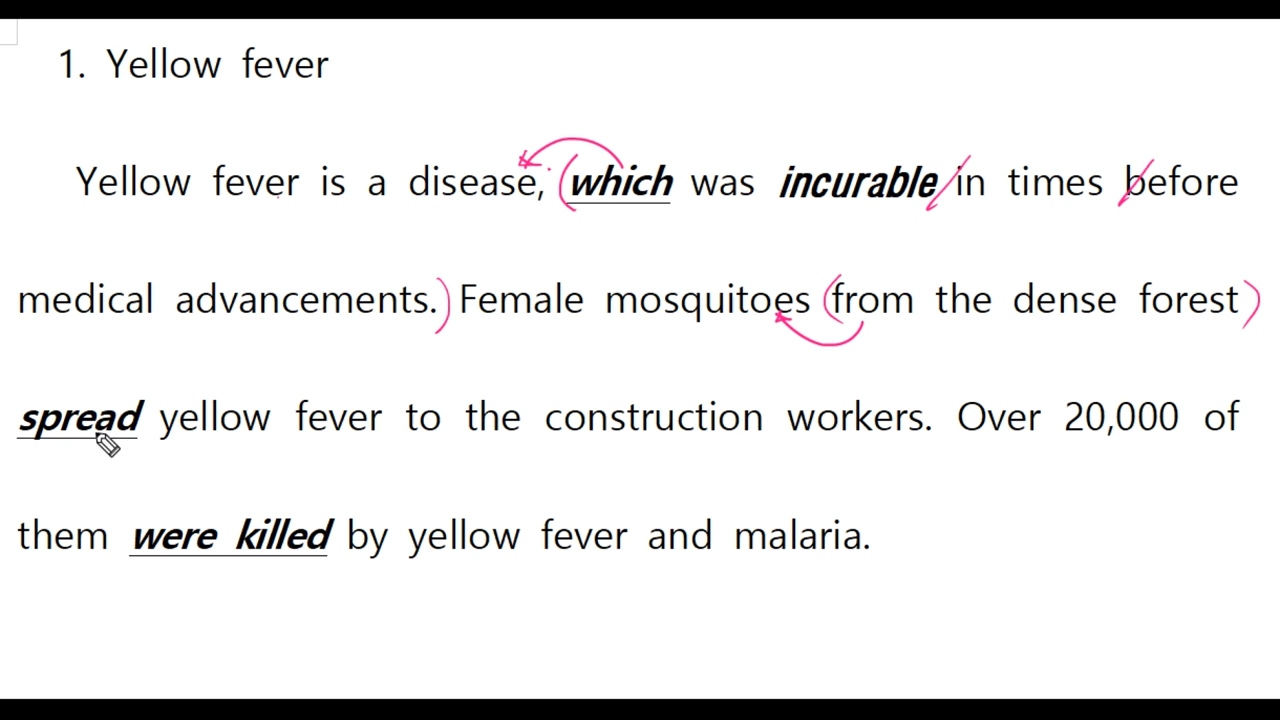 1. Yellow fever
Yellow fever is a disease, which was incurable in times before
medical advancements. Female mosquitoes from the dense forest
spread yellow fever to the construction workers. Over 20,000 of
them were killed by yellow fever and malaria.